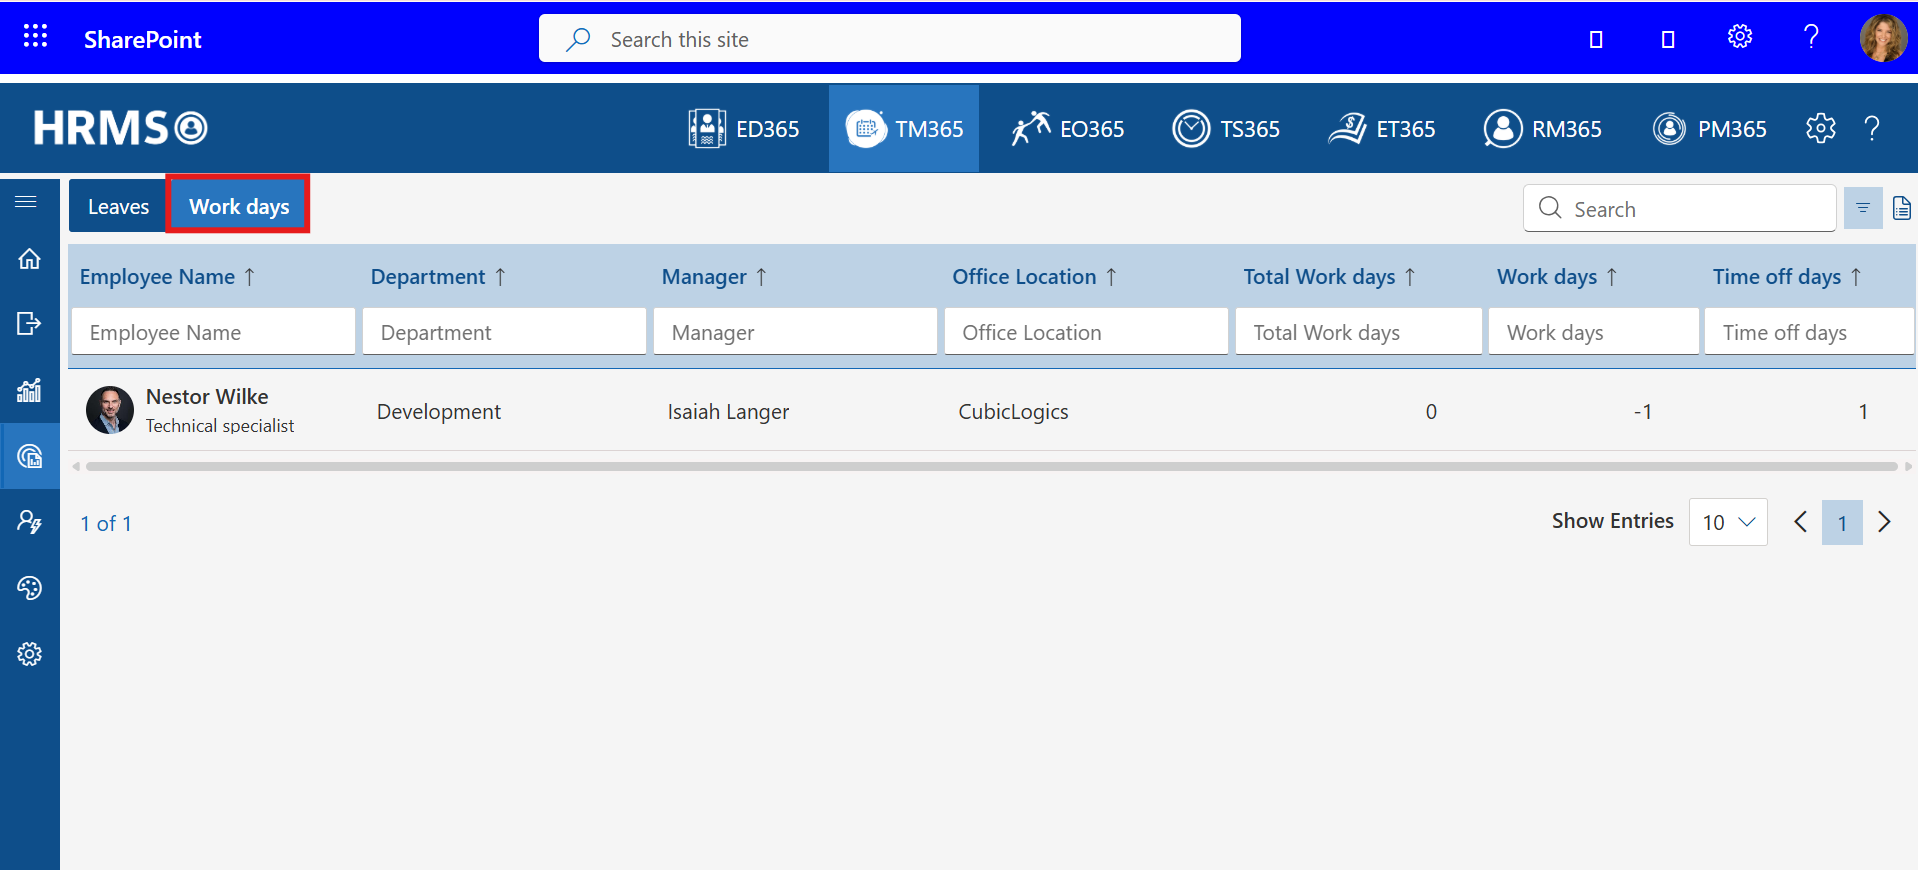 SharePoint
Search this site
HRMS
ED365
TM365
EO365
TS365
ET365
RM365
PM365
Leaves
Work days
Search
Employee Name ↑ Department ↑ Manager ↑ Office Location ↑ Total Work days ↑ Work days ↑ Time off days ↑
Employee Name Department Manager Office Location Total Work days Work days Time off days
Nestor Wilke
Technical specialist
Development
Isaiah Langer
CubicLogics
0
-1
1
1 of 1
Show Entries
10
1